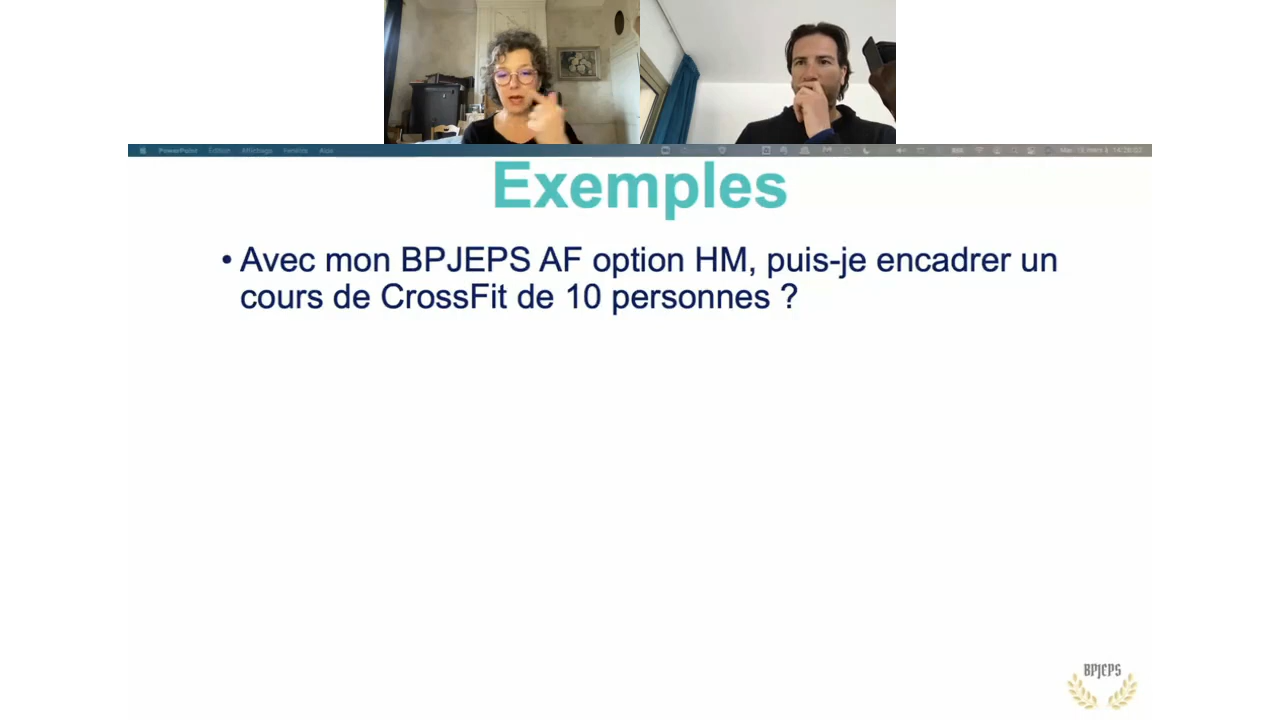 PowerPoint Édition Affichage Fenêtre Aide
Exemples
• Avec mon BPJEPS AF option HM, puis-je encadrer un
cours de CrossFit de 10 personnes ?
BPJEPS